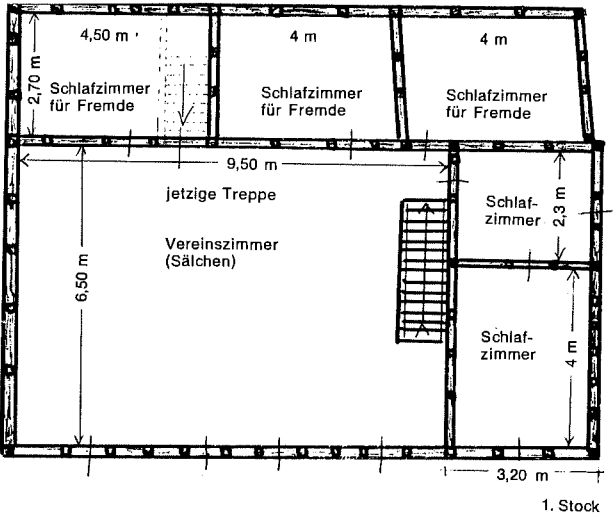 4,50 m
4 m
4 m
2,70 m
Schlafzimmer
für Fremde
Schlafzimmer
für Fremde
Schlafzimmer
für Fremde
9,50 m
jetzige Treppe
Schlaf-
zimmer
2,3 m
Vereinszimmer
(Sälchen)
6,50 m
Schlaf-
zimmer
4 m
3,20 m
1. Stock